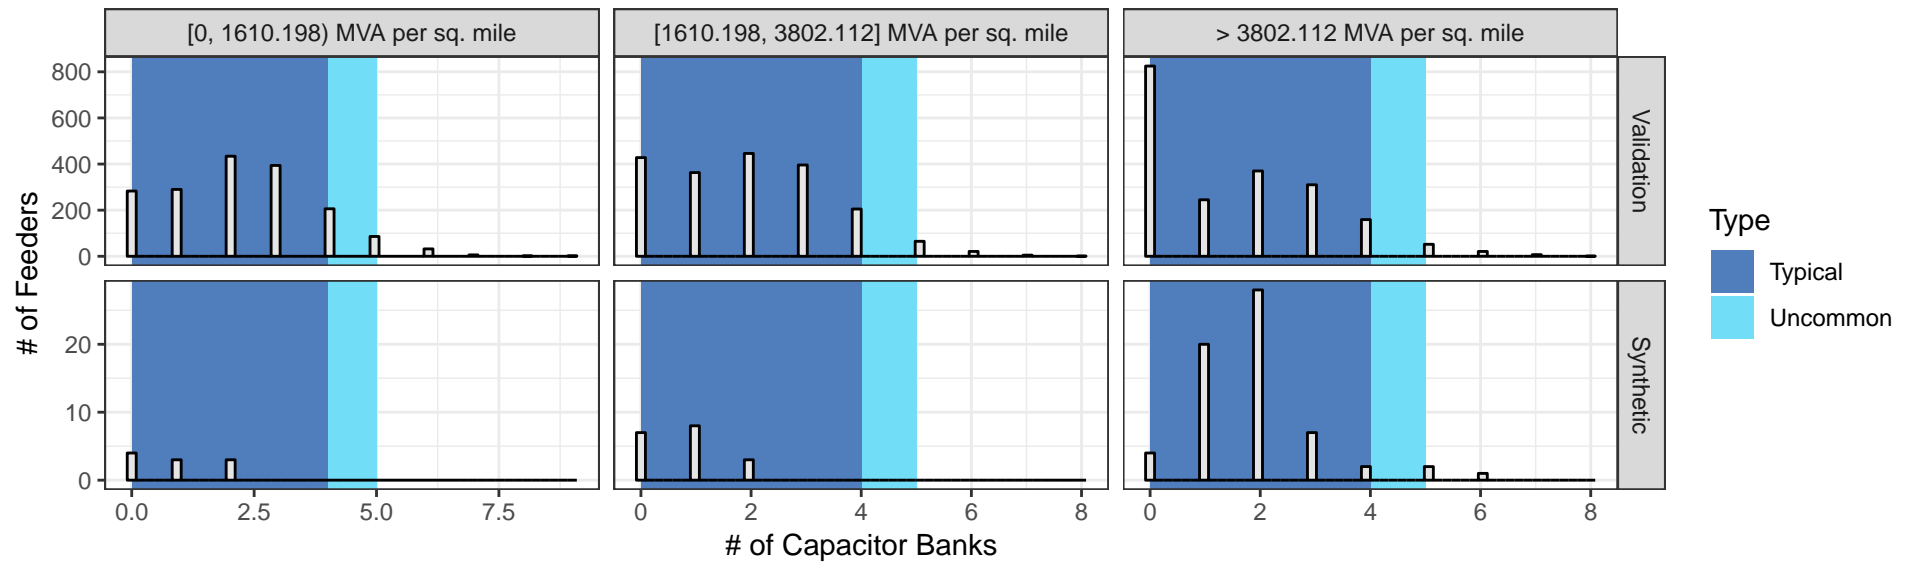 [0, 1610.198) MVA per sq. mile
[1610.198, 3802.112] MVA per sq. mile
> 3802.112 MVA per sq. mile
800
600
400
200
0
Validation
20
10
0
Synthetic
0.0 2.5 5.0 7.5
0 2 4 6 8
0 2 4 6 8
# of Feeders
# of Capacitor Banks
Type
Typical
Uncommon